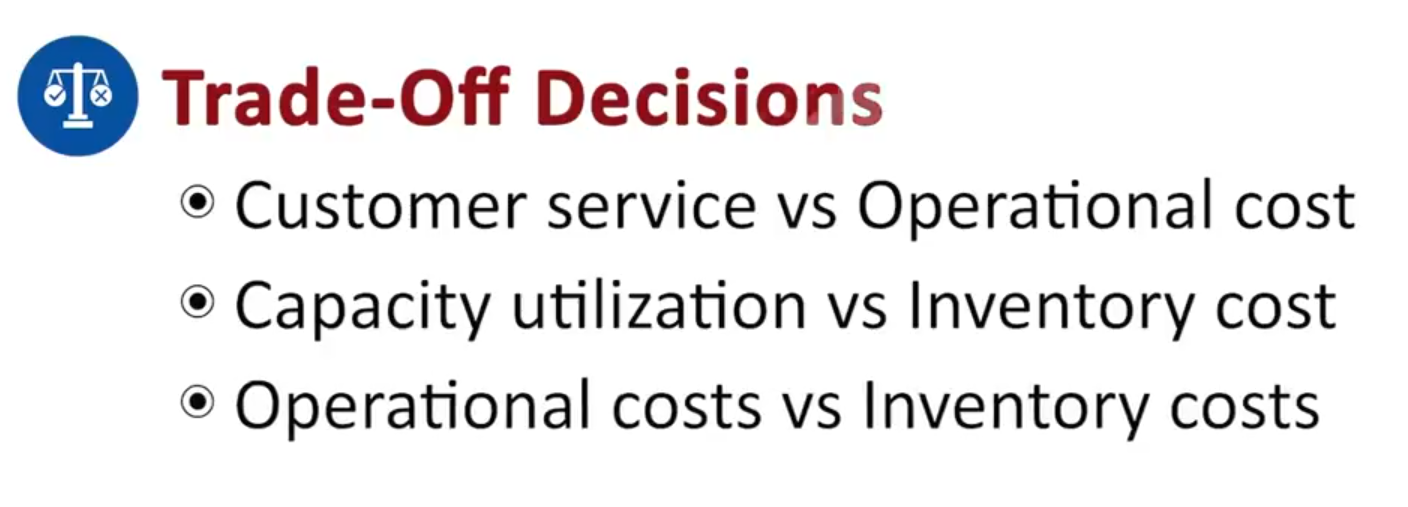 Trade-Off Decisions
Customer service vs Operational cost
Capacity utilization vs Inventory cost
Operational costs vs Inventory costs